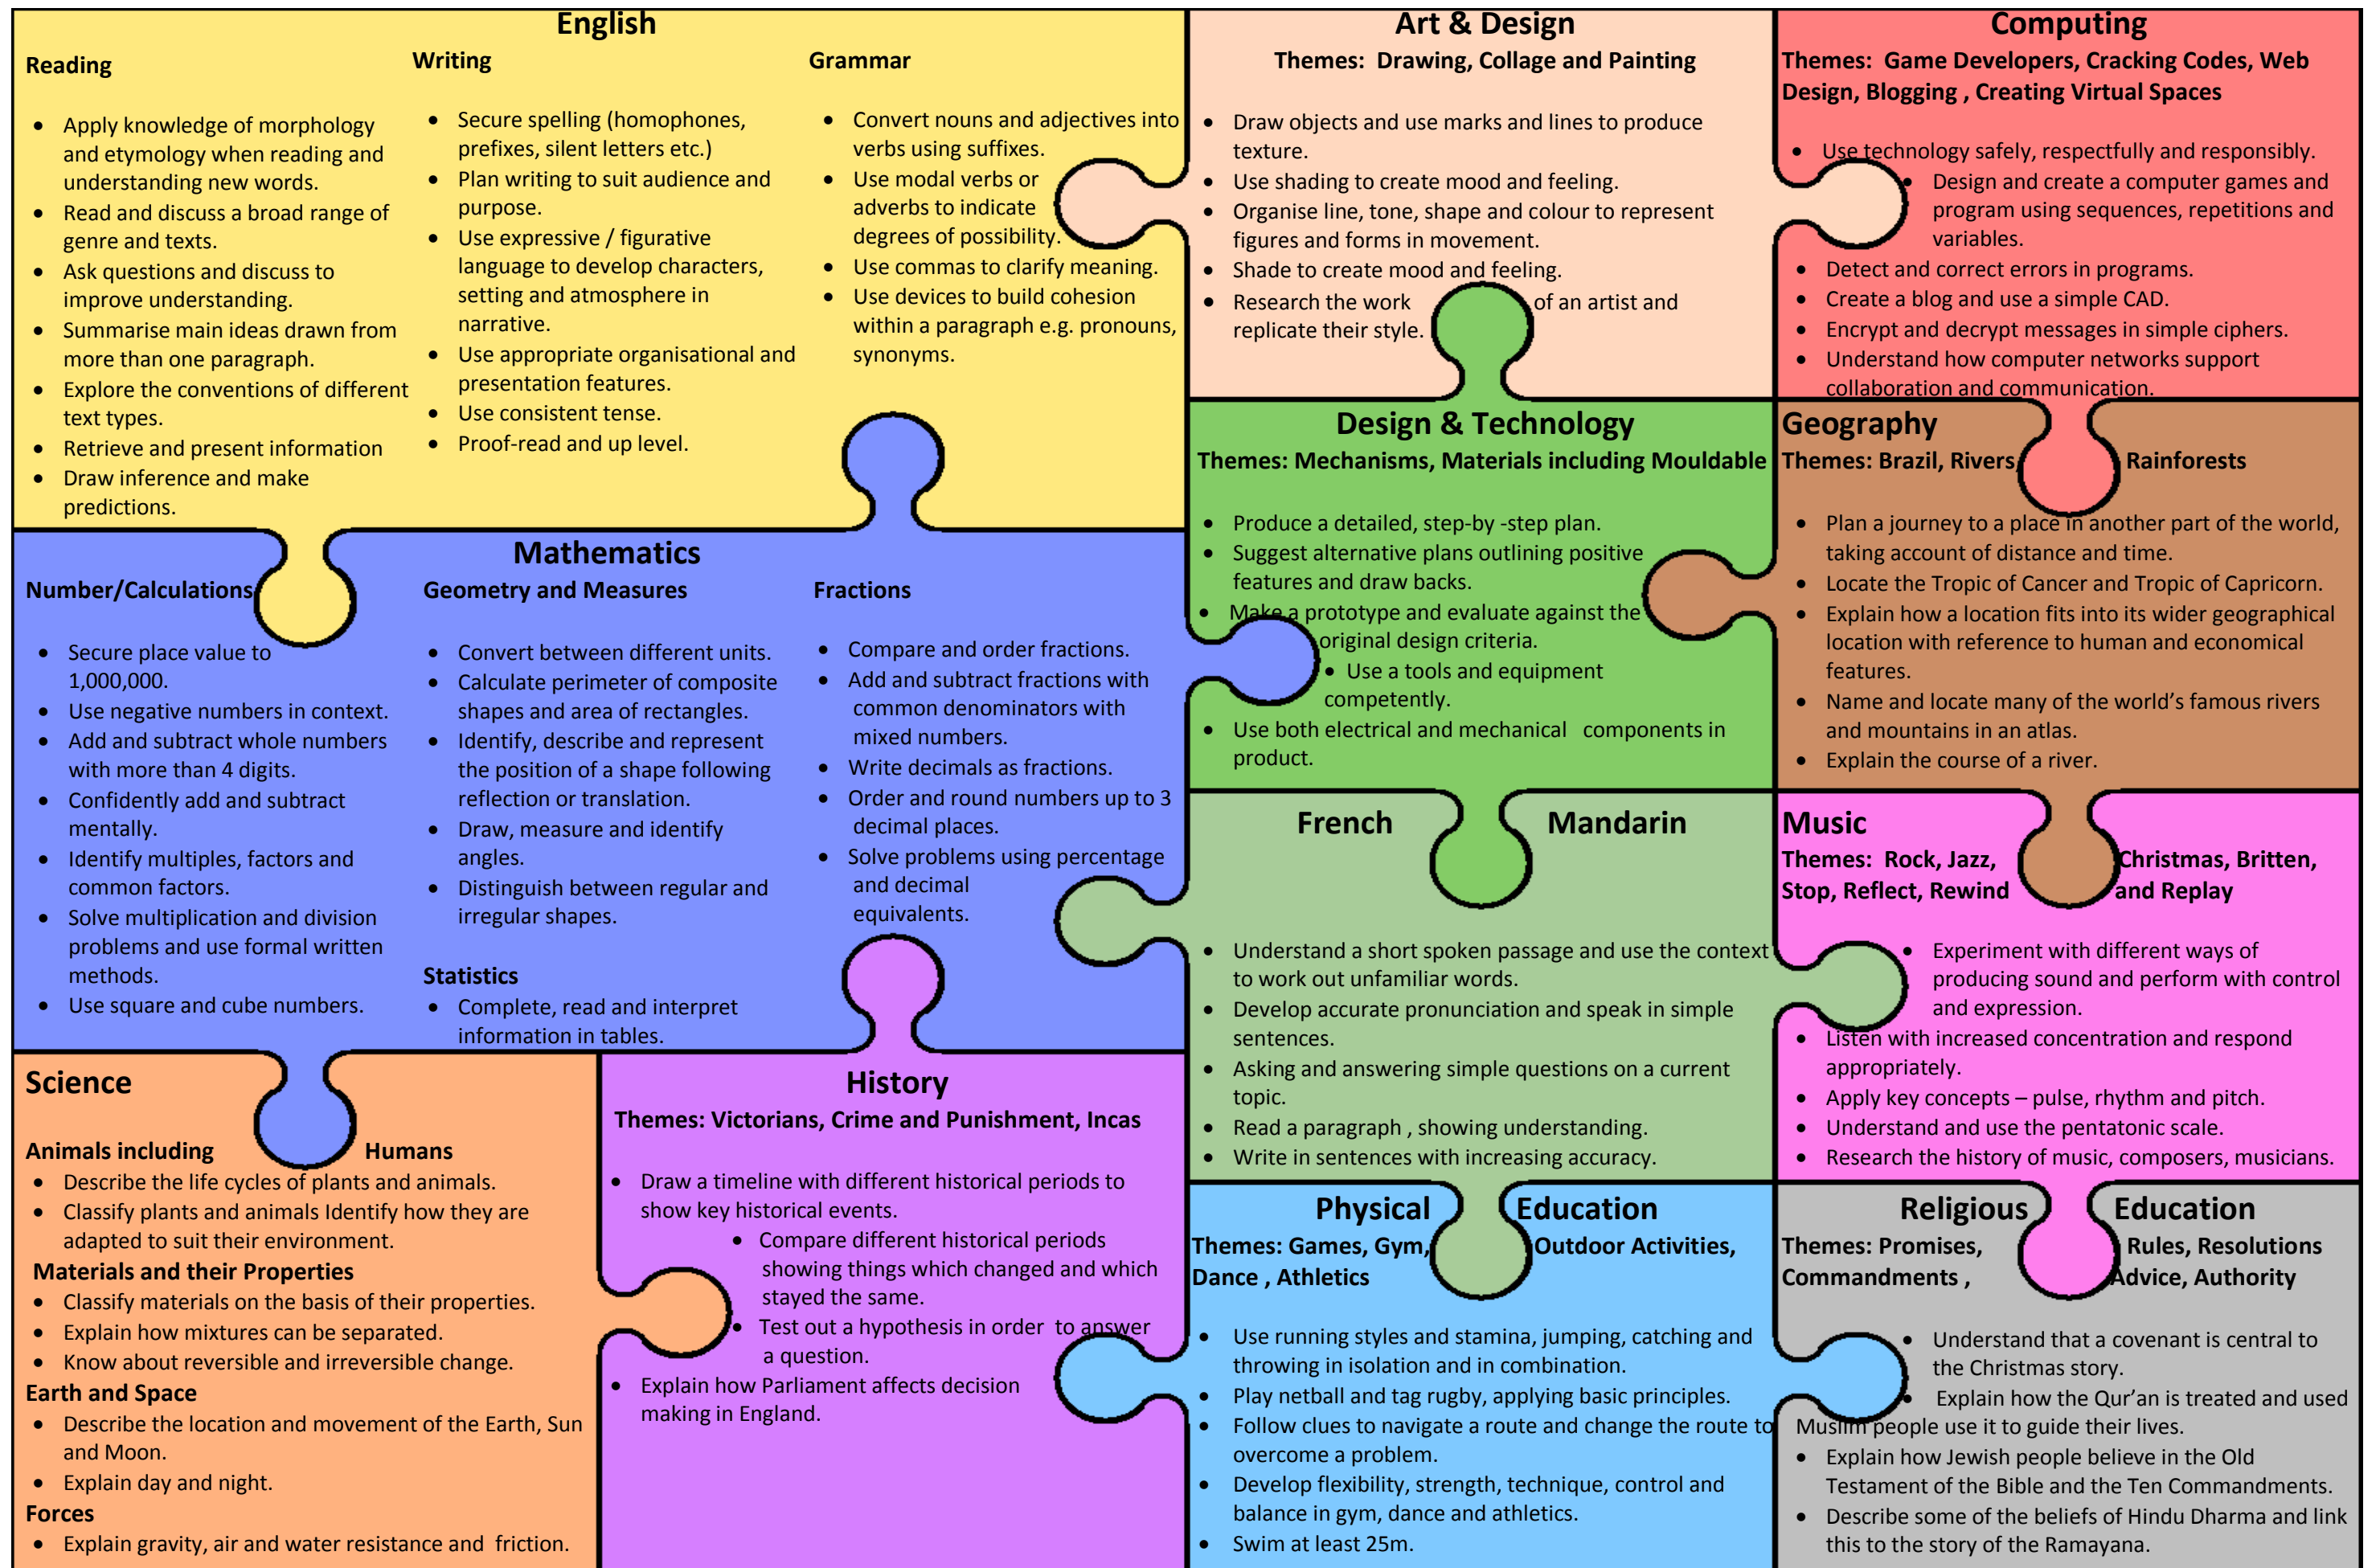 English
Reading
Apply knowledge of morphology
and etymology when reading and
understanding new words.
Read and discuss a broad range of
genre and texts.
Ask questions and discuss to
improve understanding.
Summarise main ideas drawn from
more than one paragraph.
Explore the conventions of different
text types.
Retrieve and present information
Draw inference and make
predictions.
Writing
Secure spelling (homophones,
prefixes, silent letters etc.)
Plan writing to suit audience and
purpose.
Use expressive / figurative
language to develop characters,
setting and atmosphere in
narrative.
Use appropriate organisational and
presentation features.
Use consistent tense.
Proof-read and up level.
Grammar
Convert nouns and adjectives into
verbs using suffixes.
Use modal verbs or
adverbs to indicate
degrees of possibility.
Use commas to clarify meaning.
Use devices to build cohesion
within a paragraph e.g. pronouns,
synonyms.
Art & Design
Themes: Drawing, Collage and Painting
Draw objects and use marks and lines to produce
texture.
Use shading to create mood and feeling.
Organise line, tone, shape and colour to represent
figures and forms in movement.
Shade to create mood and feeling.
Research the work of an artist and
replicate their style.
Computing
Themes: Game Developers, Cracking Codes, Web
Design, Blogging , Creating Virtual Spaces
Use technology safely, respectfully and responsibly.
Design and create a computer games and
program using sequences, repetitions and
variables.
Detect and correct errors in programs.
Create a blog and use a simple CAD.
Encrypt and decrypt messages in simple ciphers.
Understand how computer networks support
collaboration and communication.
Mathematics
Number/Calculations
Secure place value to
1,000,000.
Use negative numbers in context.
Add and subtract whole numbers
with more than 4 digits.
Confidently add and subtract
mentally.
Identify multiples, factors and
common factors.
Solve multiplication and division
problems and use formal written
methods.
Use square and cube numbers.
Geometry and Measures
Convert between different units.
Calculate perimeter of composite
shapes and area of rectangles.
Identify, describe and represent
the position of a shape following
reflection or translation.
Draw, measure and identify
angles.
Distinguish between regular and
irregular shapes.
Statistics
Complete, read and interpret
information in tables.
Fractions
Compare and order fractions.
Add and subtract fractions with
common denominators with
mixed numbers.
Write decimals as fractions.
Order and round numbers up to 3
decimal places.
Solve problems using percentage
and decimal
equivalents.
Design & Technology
Themes: Mechanisms, Materials including Mouldable
Produce a detailed, step-by -step plan.
Suggest alternative plans outlining positive
features and draw backs.
Make a prototype and evaluate against the
original design criteria.
Use a tools and equipment
competently.
Use both electrical and mechanical components in
product.
Geography
Themes: Brazil, Rivers, Rainforests
Plan a journey to a place in another part of the world,
taking account of distance and time.
Locate the Tropic of Cancer and Tropic of Capricorn.
Explain how a location fits into its wider geographical
location with reference to human and economical
features.
Name and locate many of the world's famous rivers
and mountains in an atlas.
Explain the course of a river.
French Mandarin
Understand a short spoken passage and use the context
to work out unfamiliar words.
Develop accurate pronunciation and speak in simple
sentences.
Asking and answering simple questions on a current
topic.
Read a paragraph , showing understanding.
Write in sentences with increasing accuracy.
Music
Themes: Rock, Jazz, Christmas, Britten,
Stop, Reflect, Rewind and Replay
Experiment with different ways of
producing sound and perform with control
and expression.
Listen with increased concentration and respond
appropriately.
Apply key concepts – pulse, rhythm and pitch.
Understand and use the pentatonic scale.
Research the history of music, composers, musicians.
Science
Animals including Humans
Describe the life cycles of plants and animals.
Classify plants and animals Identify how they are
adapted to suit their environment.
Materials and their Properties
Classify materials on the basis of their properties.
Explain how mixtures can be separated.
Know about reversible and irreversible change.
Earth and Space
Describe the location and movement of the Earth, Sun
and Moon.
Explain day and night.
Forces
Explain gravity, air and water resistance and friction.
History
Themes: Victorians, Crime and Punishment, Incas
Draw a timeline with different historical periods to
show key historical events.
Compare different historical periods
showing things which changed and which
stayed the same.
Test out a hypothesis in order to answer
a question.
Explain how Parliament affects decision
making in England.
Physical Education
Themes: Games, Gym, Outdoor Activities,
Dance , Athletics
Use running styles and stamina, jumping, catching and
throwing in isolation and in combination.
Play netball and tag rugby, applying basic principles.
Follow clues to navigate a route and change the route to
overcome a problem.
Develop flexibility, strength, technique, control and
balance in gym, dance and athletics.
Swim at least 25m.
Religious Education
Themes: Promises, Rules, Resolutions
Commandments , Advice, Authority
Understand that a covenant is central to
the Christmas story.
Explain how the Qur'an is treated and used
Muslim people use it to guide their lives.
Explain how Jewish people believe in the Old
Testament of the Bible and the Ten Commandments.
Describe some of the beliefs of Hindu Dharma and link
this to the story of the Ramayana.